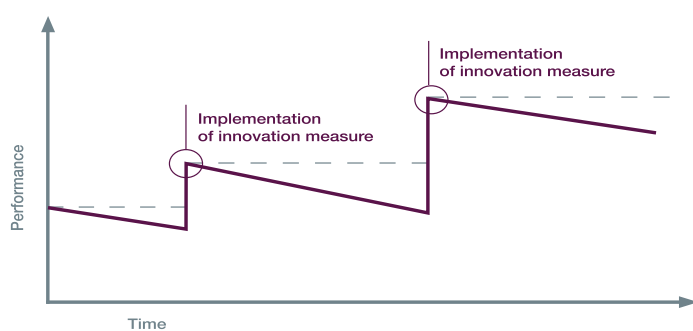 Implementation
of innovation measure
Implementation
of innovation measure
Performance
Time